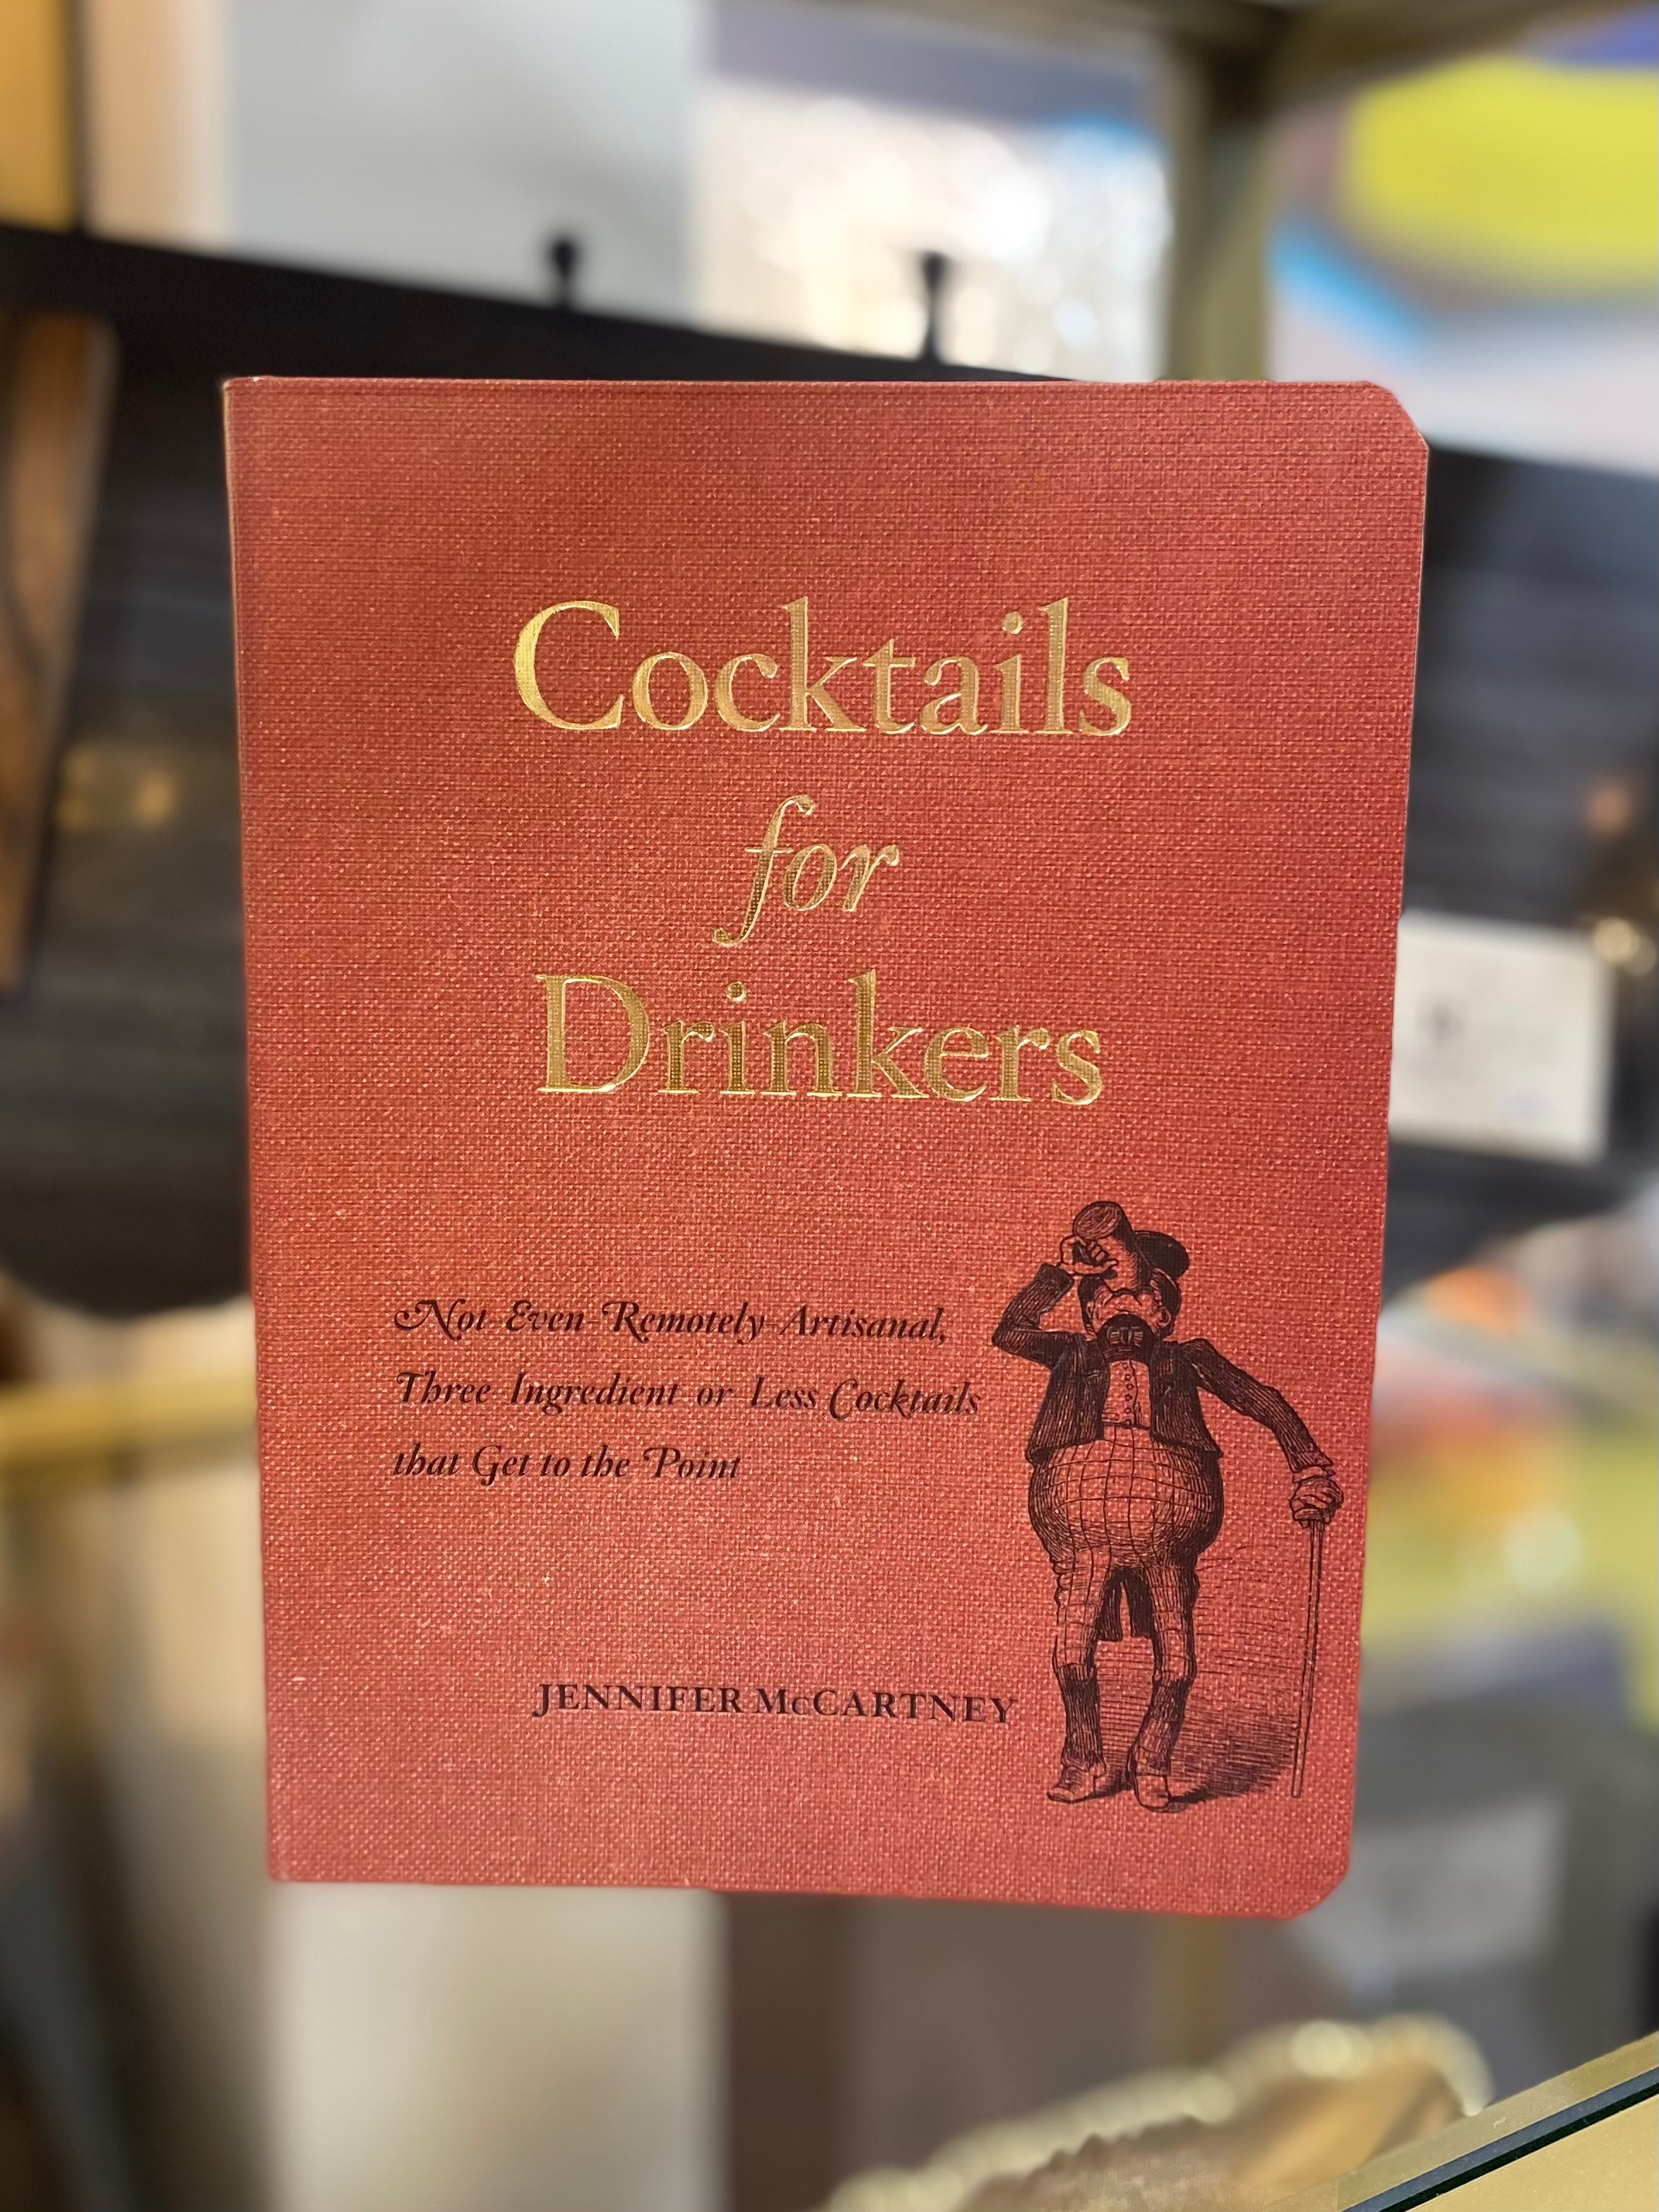 Cocktails
for
Drinkers
Not Even Remotely Artisanal,
Three Ingredient or Less Cocktails
that Get to the Point
JENNIFER McCARTNEY